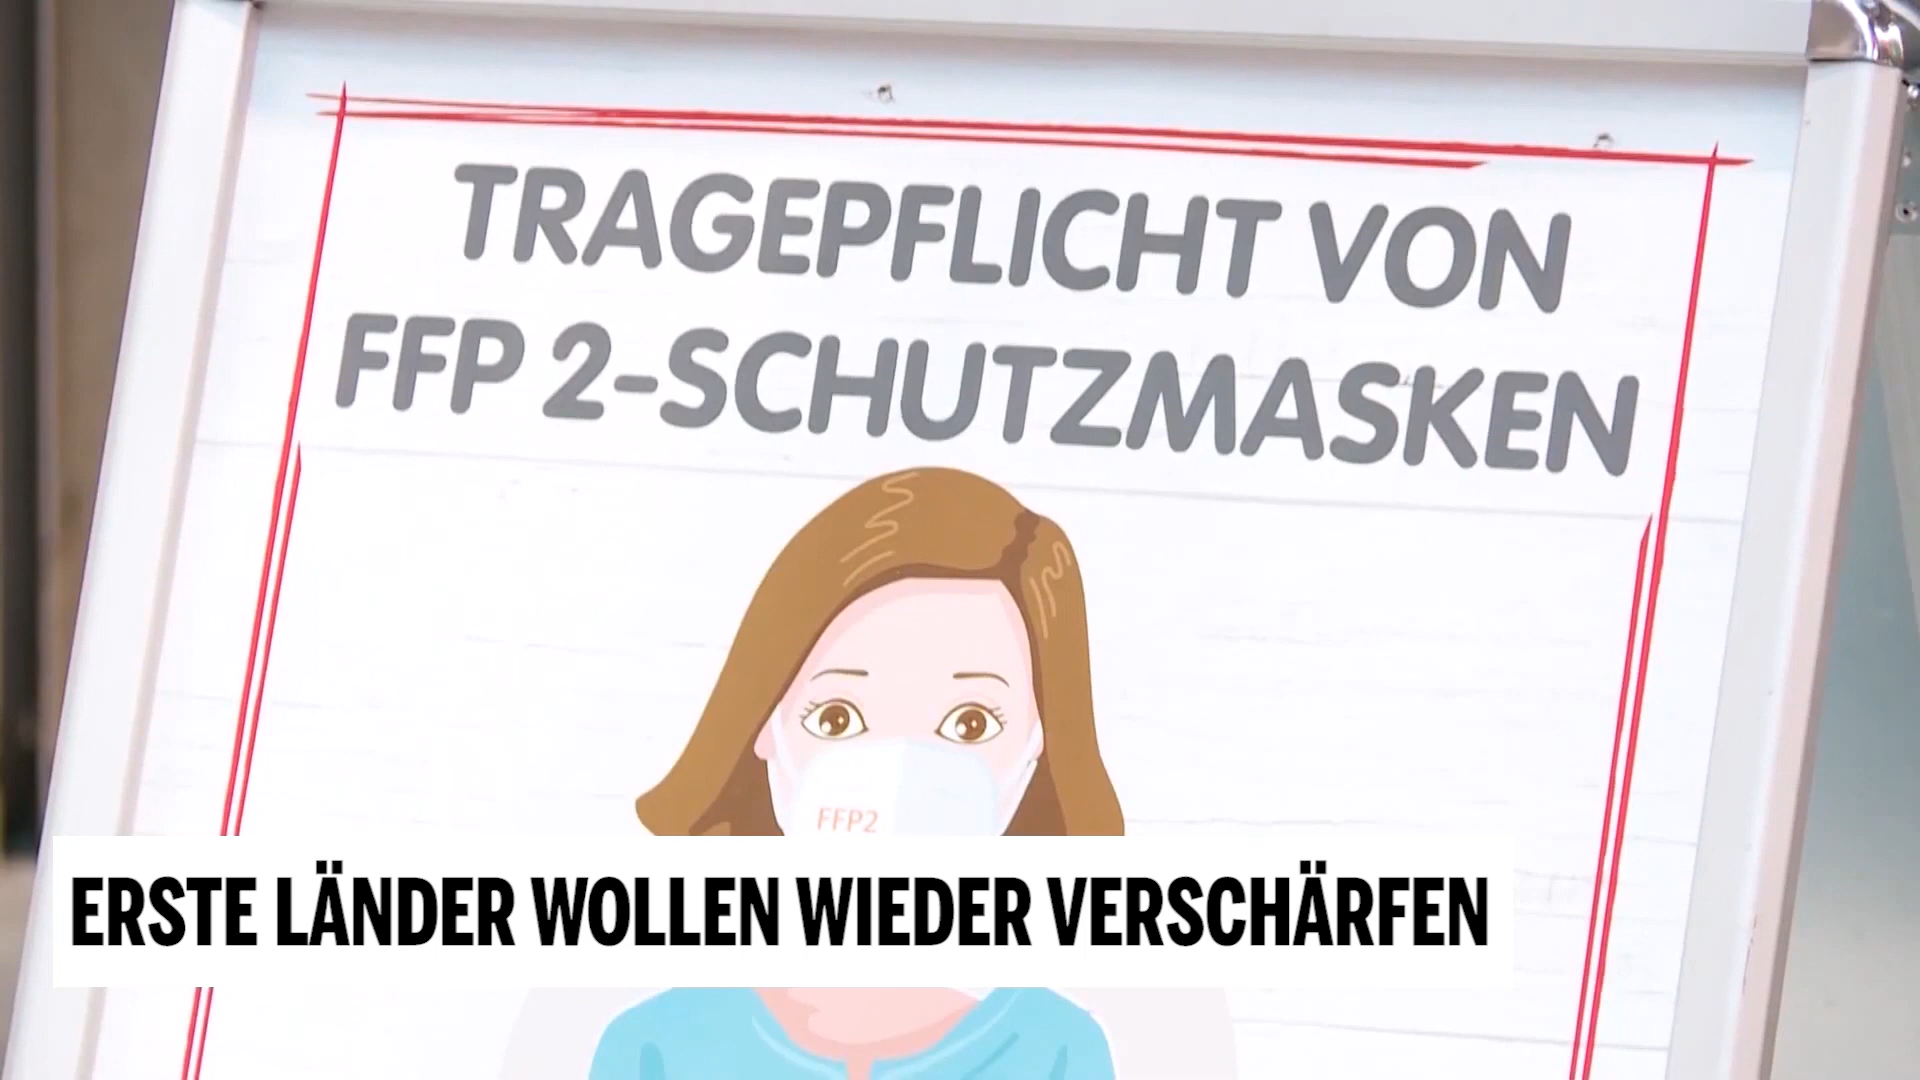 TRAGEPFLICHT VON
FFP 2-SCHUTZMASKEN
FFP2
ERSTE LÄNDER WOLLEN WIEDER VERSCHÄRFEN